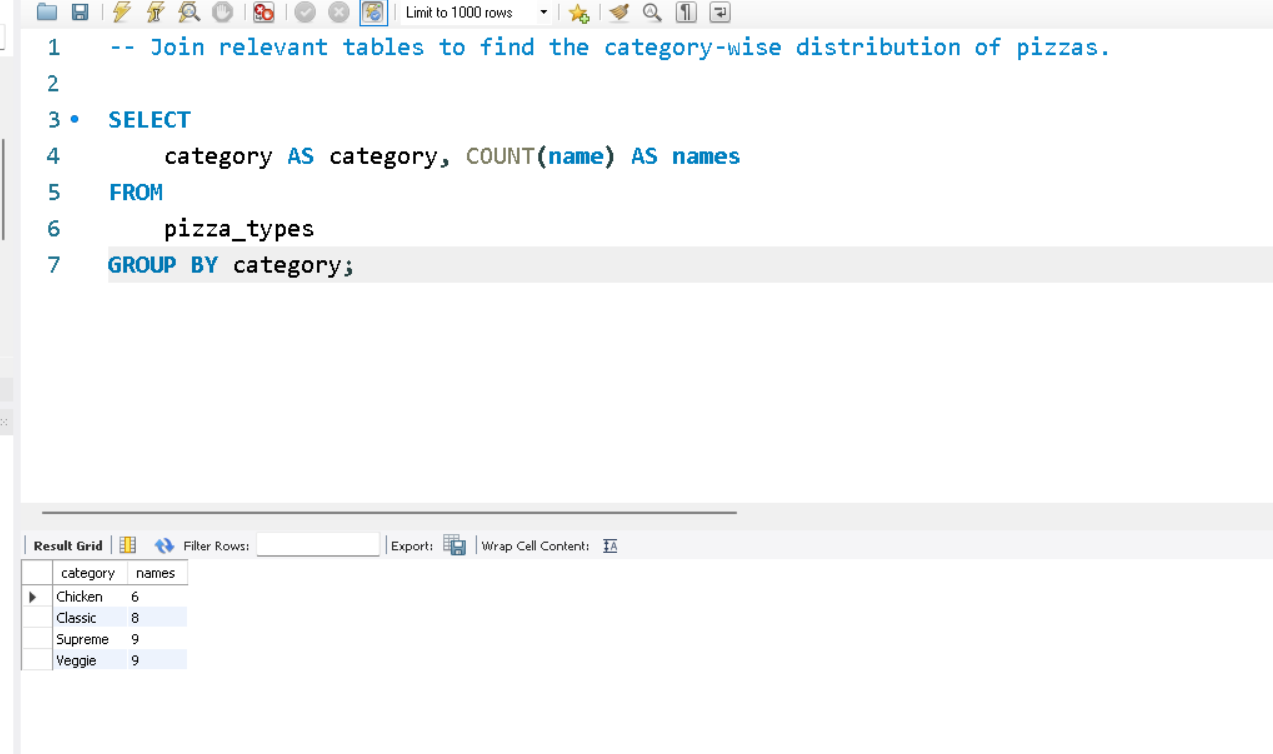 Limit to 1000 rows
1 -- Join relevant tables to find the category-wise distribution of pizzas.
2
3 SELECT
4 category AS category, COUNT(name) AS names
5 FROM
6 pizza_types
7 GROUP BY category;
Result Grid Filter Rows: Export: Wrap Cell Content:
category names
Chicken 6
Classic 8
Supreme 9
Veggie 9